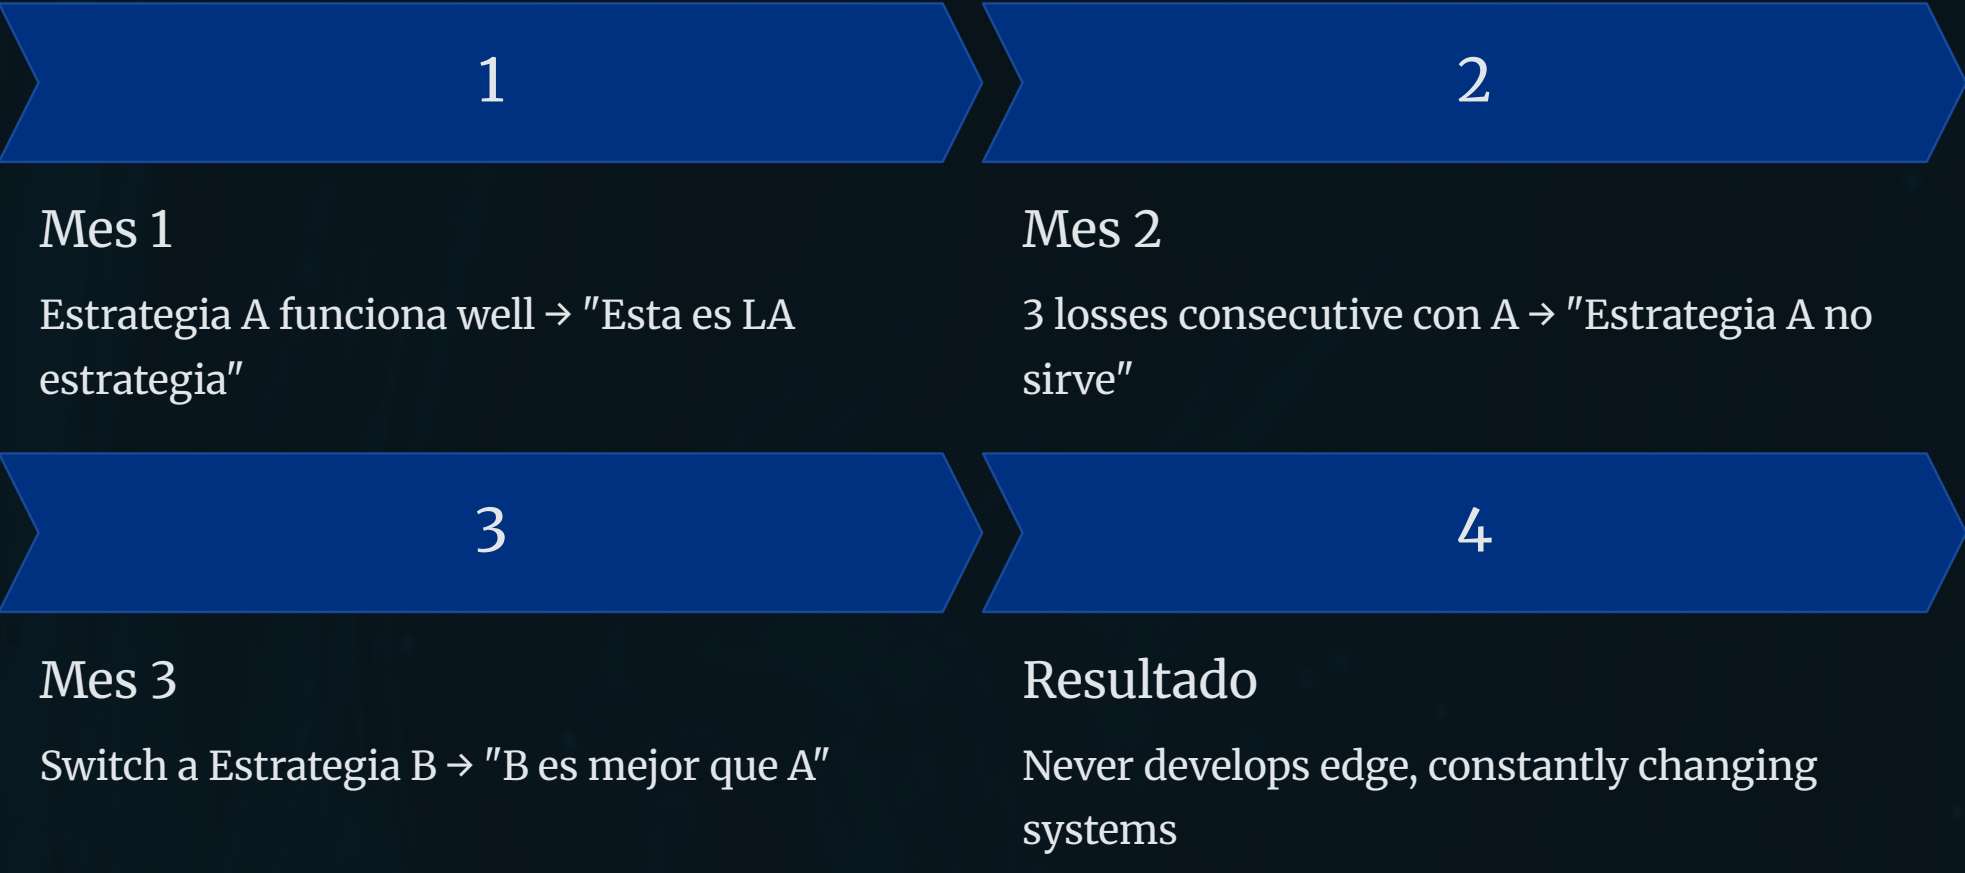 1
2
Mes 1
Estrategia A funciona well → "Esta es LA
estrategia"
Mes 2
3 losses consecutive con A → "Estrategia A no
sirve"
3
4
Mes 3
Switch a Estrategia B → "B es mejor que A"
Resultado
Never develops edge, constantly changing
systems